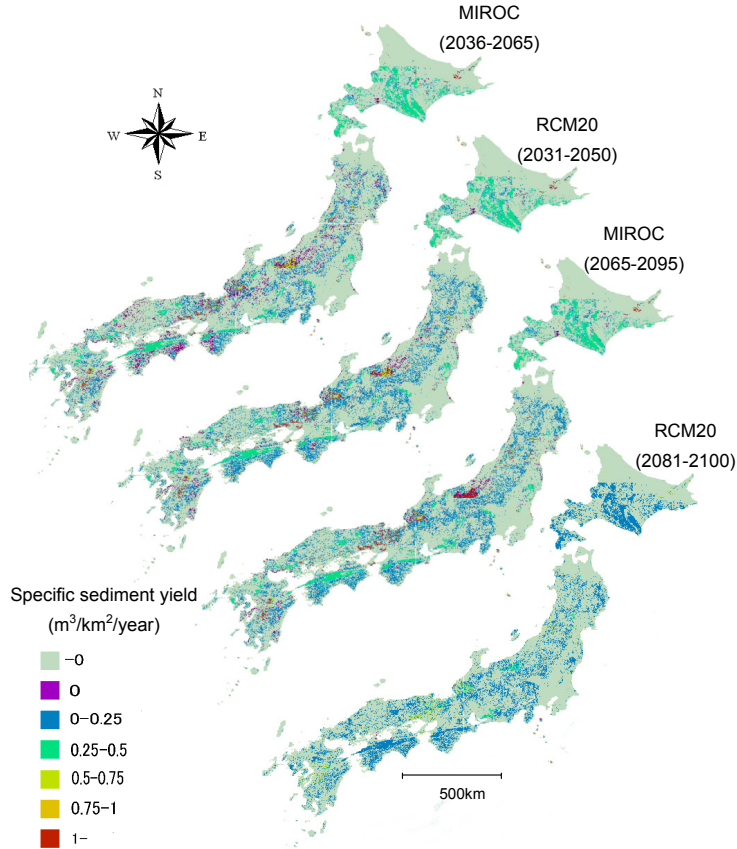 MIROC
(2036-2065)
N
W E
S
RCM20
(2031-2050)
MIROC
(2065-2095)
RCM20
(2081-2100)
Specific sediment yield
(m³/km²/year)
-0
0
0-0.25
0.25-0.5
0.5-0.75
0.75-1
1-
500km